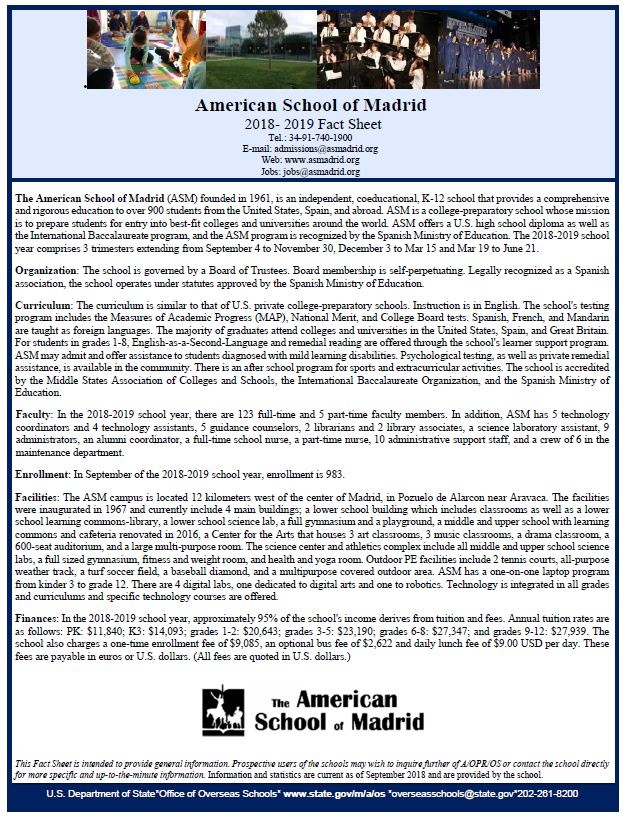 American School of Madrid
2018- 2019 Fact Sheet
Tel.: 34-91-740-1900
E-mail: admissions@asmadrid.org
Web: www.asmadrid.org
Jobs: jobs@asmadrid.org
The American School of Madrid (ASM) founded in 1961, is an independent, coeducational, K-12 school that provides a comprehensive
and rigorous education to over 900 students from the United States, Spain, and abroad. ASM is a college-preparatory school whose mission
is to prepare students for entry into best-fit colleges and universities around the world. ASM offers a U.S. high school diploma as well as
the International Baccalaureate program, and the ASM program is recognized by the Spanish Ministry of Education. The 2018-2019 school
year comprises 3 trimesters extending from September 4 to November 30, December 3 to Mar 15 and Mar 19 to June 21.
Organization: The school is governed by a Board of Trustees. Board membership is self-perpetuating. Legally recognized as a Spanish
association, the school operates under statutes approved by the Spanish Ministry of Education.
Curriculum: The curriculum is similar to that of U.S. private college-preparatory schools. Instruction is in English. The school's testing
program includes the Measures of Academic Progress (MAP), National Merit, and College Board tests. Spanish, French, and Mandarin
are taught as foreign languages. The majority of graduates attend colleges and universities in the United States, Spain, and Great Britain.
For students in grades 1-8, English-as-a-Second-Language and remedial reading are offered through the school's learner support program.
ASM may admit and offer assistance to students diagnosed with mild learning disabilities. Psychological testing, as well as private remedial
assistance, is available in the community. There is an after school program for sports and extracurricular activities. The school is accredited
by the Middle States Association of Colleges and Schools, the International Baccalaureate Organization, and the Spanish Ministry of
Education.
Faculty: In the 2018-2019 school year, there are 123 full-time and 5 part-time faculty members. In addition, ASM has 5 technology
coordinators and 4 technology assistants, 5 guidance counselors, 2 librarians and 2 library associates, a science laboratory assistant, 9
administrators, an alumni coordinator, a full-time school nurse, a part-time nurse, 10 administrative support staff, and a crew of 6 in the
maintenance department.
Enrollment: In September of the 2018-2019 school year, enrollment is 983.
Facilities: The ASM campus is located 12 kilometers west of the center of Madrid, in Pozuelo de Alarcon near Aravaca. The facilities
were inaugurated in 1967 and currently include 4 main buildings; a lower school building which includes classrooms as well as a lower
school learning commons-library, a lower school science lab, a full gymnasium and a playground, a middle and upper school with learning
commons and cafeteria renovated in 2016, a Center for the Arts that houses 3 art classrooms, 3 music classrooms, a drama classroom, a
600-seat auditorium, and a large multi-purpose room. The science center and athletics complex include all middle and upper school science
labs, a full sized gymnasium, fitness and weight room, and health and yoga room. Outdoor PE facilities include 2 tennis courts, all-purpose
weather track, a turf soccer field, a baseball diamond, and a multipurpose covered outdoor area. ASM has a one-on-one laptop program
from kinder 3 to grade 12. There are 4 digital labs, one dedicated to digital arts and one to robotics. Technology is integrated in all grades
and curriculums and specific technology courses are offered.
Finances: In the 2018-2019 school year, approximately 95% of the school's income derives from tuition and fees. Annual tuition rates are
as follows: PK: $11,840; K3: $14,093; grades 1-2: $20,643; grades 3-5: $23,190; grades 6-8: $27,347; and grades 9-12: $27,939. The
school also charges a one-time enrollment fee of $9,085, an optional bus fee of $2,622 and daily lunch fee of $9.00 USD per day. These
fees are payable in euros or U.S. dollars. (All fees are quoted in U.S. dollars.)
The American
School of Madrid
This Fact Sheet is intended to provide general information. Prospective users of the schools may wish to inquire further of A/OPR/OS or contact the school directly
for more specific and up-to-the-minute information. Information and statistics are current as of September 2018 and are provided by the school.
U.S. Department of State*Office of Overseas Schools* www.state.gov/m/a/os *overseasschools@state.gov*202-261-8200